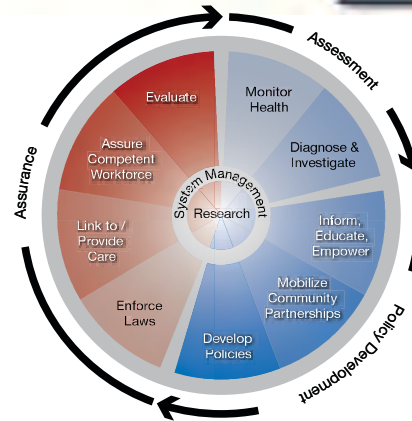 Assessment
Monitor
Health
Diagnose &
Investigate
Policy Development
Inform,
Educate,
Empower
Mobilize
Community
Partnerships
Develop
Policies
Assurance
Enforce
Laws
Link to /
Provide
Care
Assure
Competent
Workforce
Evaluate
System Management
Research